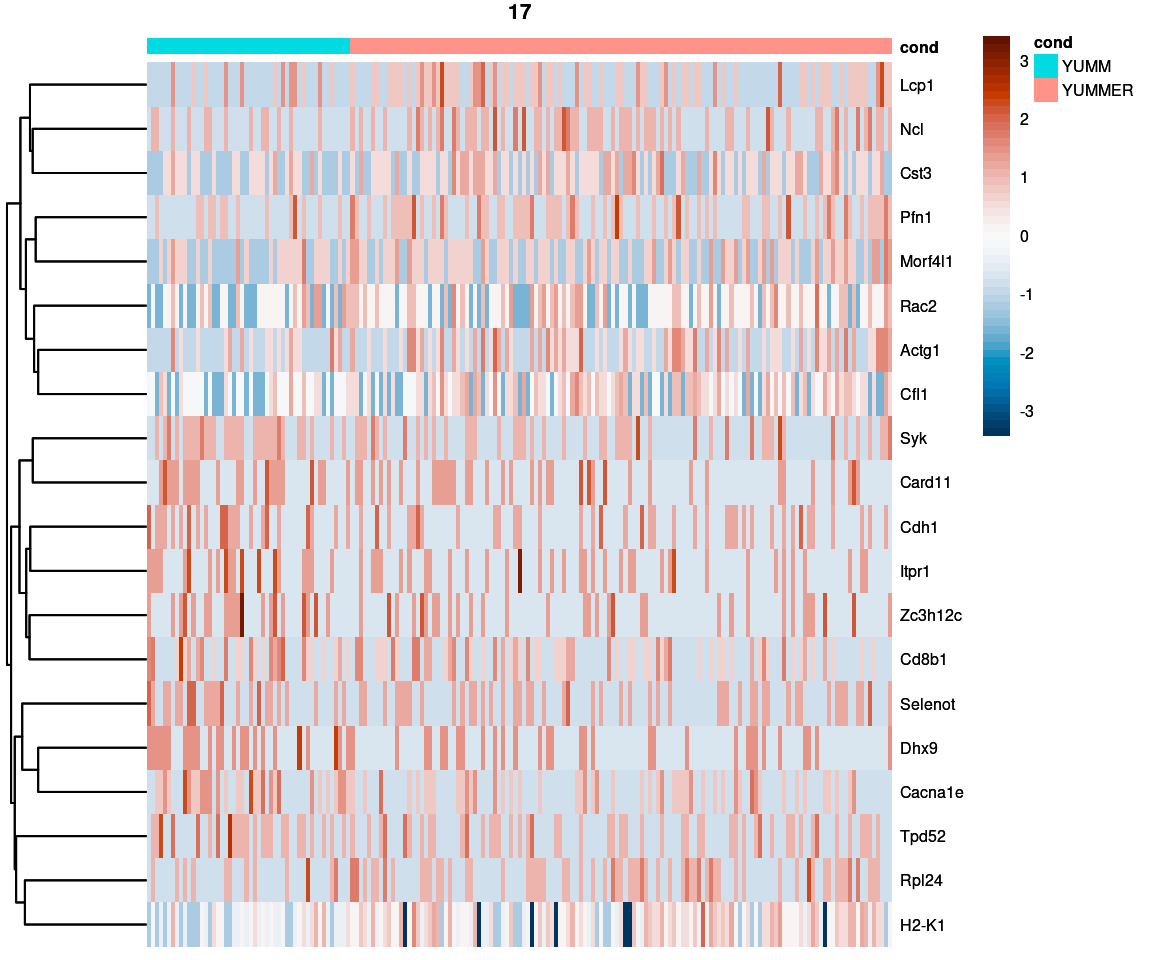 17
cond
cond
YUMM
YUMMER
3
2
1
0
-1
-2
-3
Lcp1
Ncl
Cst3
Pfn1
Morf4l1
Rac2
Actg1
Cfl1
Syk
Card11
Cdh1
Itpr1
Zc3h12c
Cd8b1
Selenot
Dhx9
Cacna1e
Tpd52
Rpl24
H2-K1